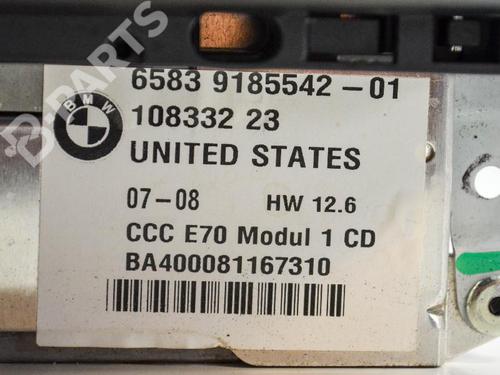 B-PARTS
BMW
6583 9185542-01
108332 23
UNITED STATES
07-08 HW 12.6
CCC E70 Modul 1 CD
BA400081167310